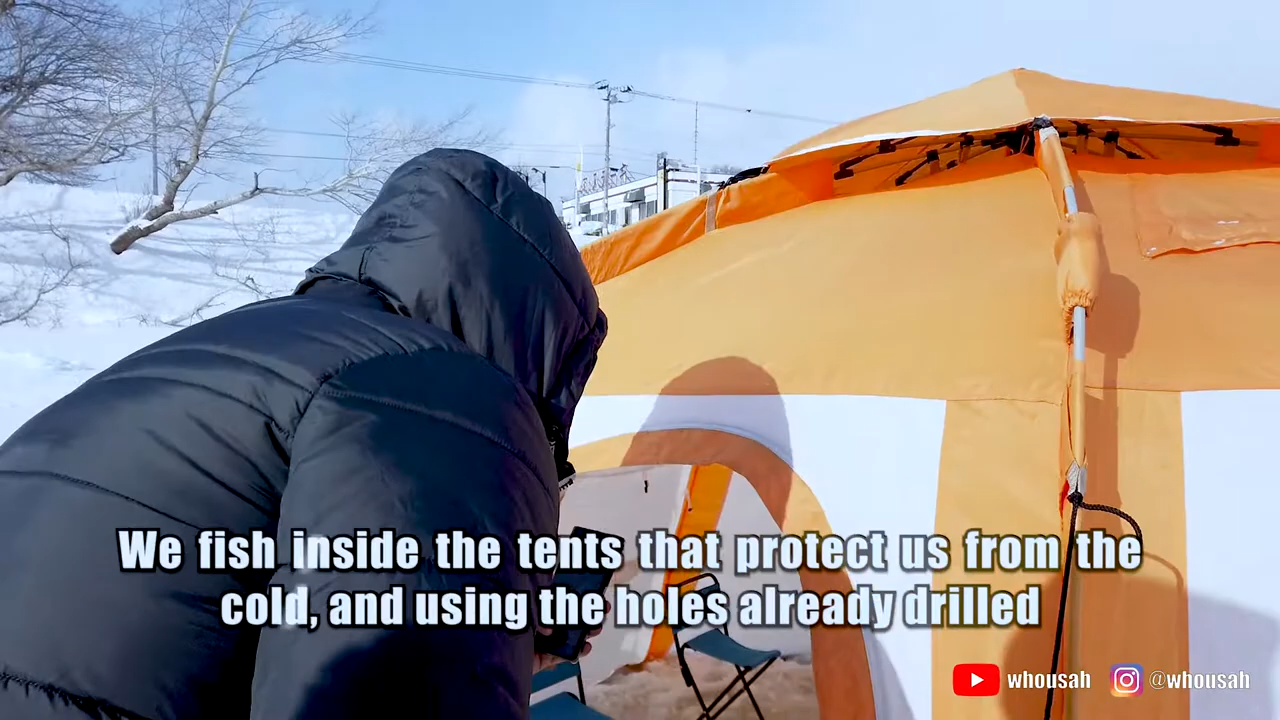 We fish inside the tents that protect us from the
cold, and using the holes already drilled
whousah @whousah